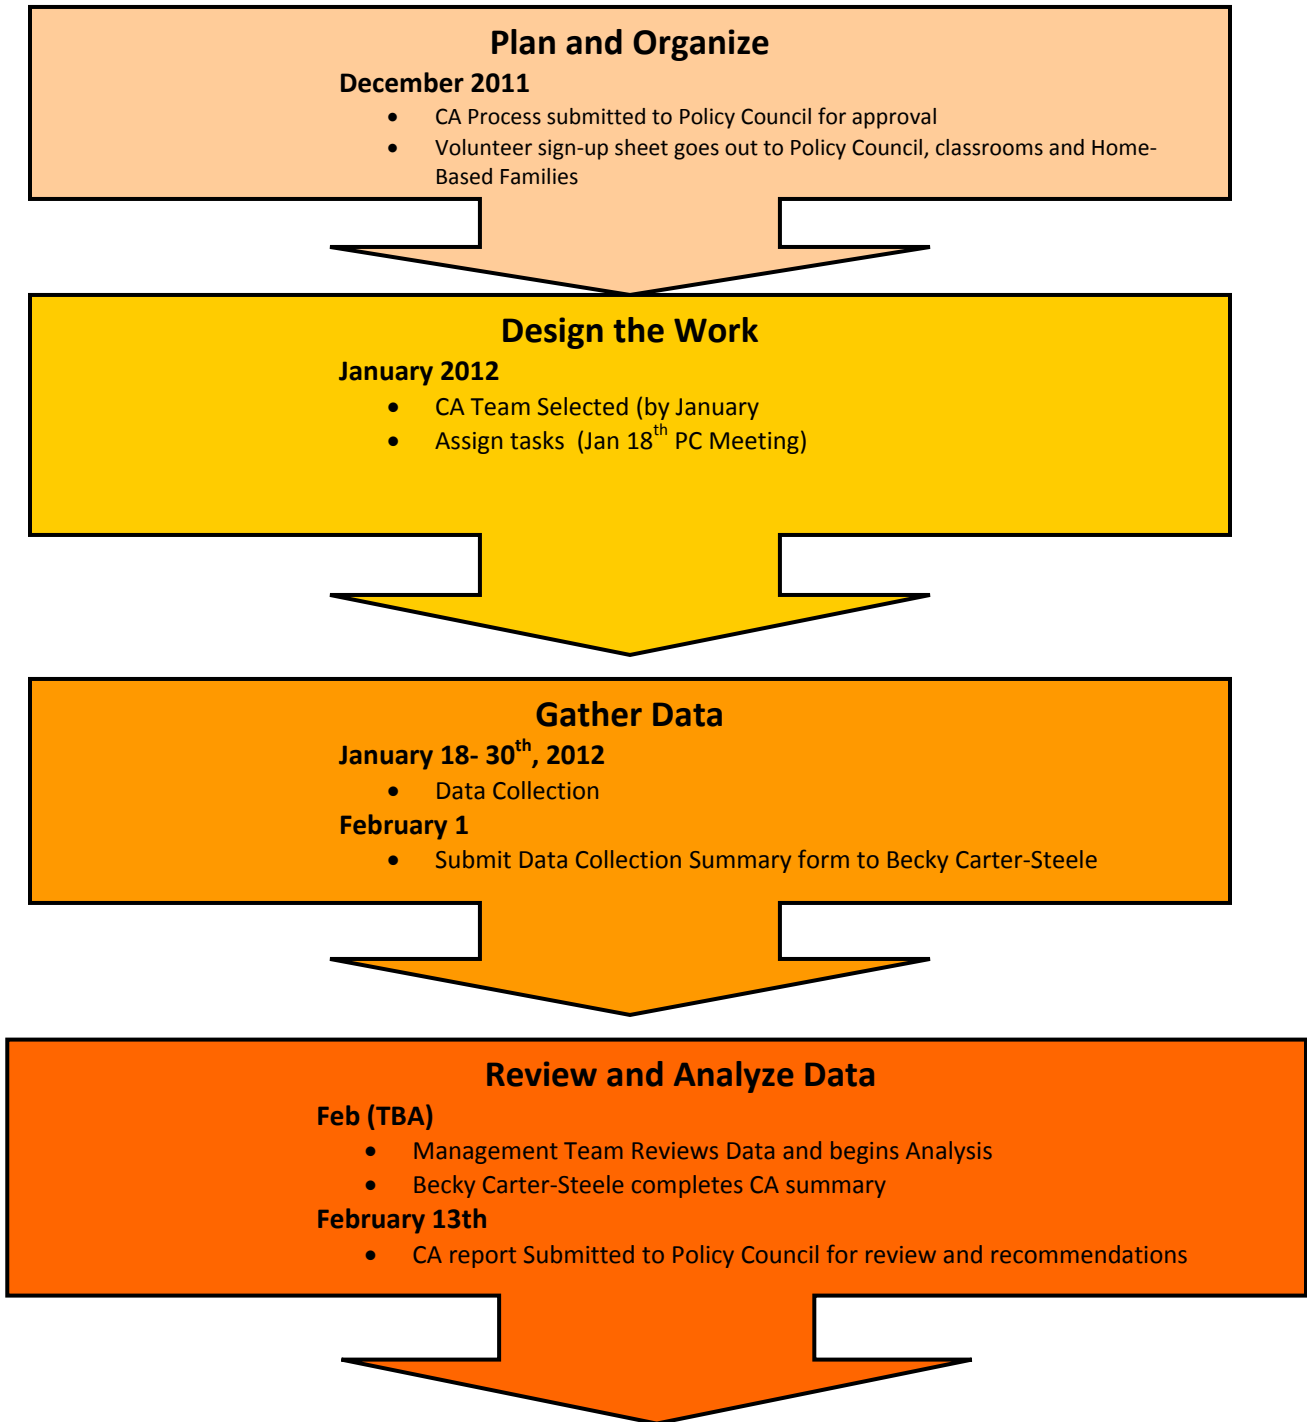 Plan and Organize
December 2011
• CA Process submitted to Policy Council for approval
• Volunteer sign-up sheet goes out to Policy Council, classrooms and Home-
Based Families
Design the Work
January 2012
• CA Team Selected (by January
• Assign tasks (Jan 18th PC Meeting)
Gather Data
January 18- 30th, 2012
• Data Collection
February 1
• Submit Data Collection Summary form to Becky Carter-Steele
Review and Analyze Data
Feb (TBA)
• Management Team Reviews Data and begins Analysis
• Becky Carter-Steele completes CA summary
February 13th
• CA report Submitted to Policy Council for review and recommendations